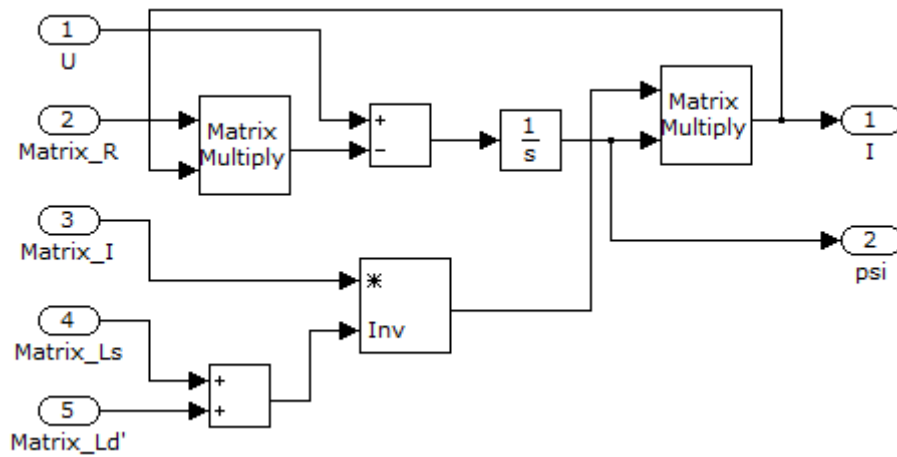 1
U
2
Matrix_R
Matrix
Multiply
+
−
1
s
Matrix
Multiply
1
I
3
Matrix_I
2
psi
*
Inv
4
Matrix_Ls
+
+
5
Matrix_Ld'